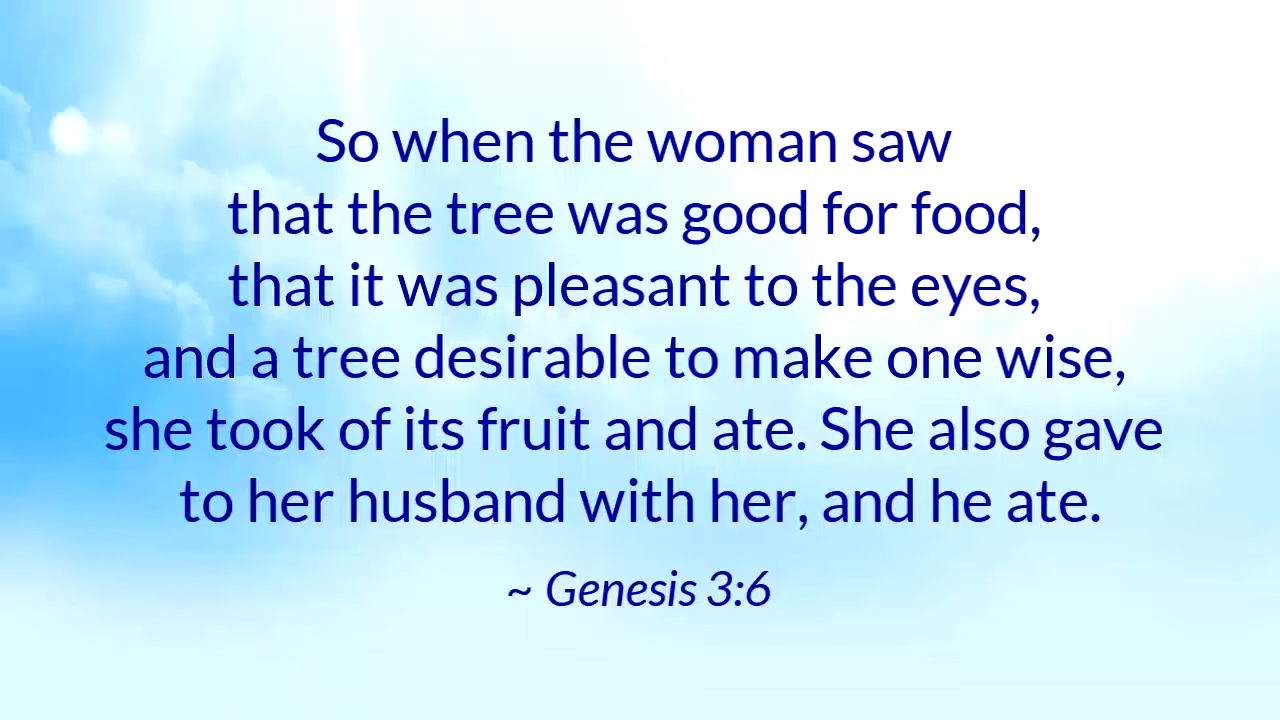 So when the woman saw
that the tree was good for food,
that it was pleasant to the eyes,
and a tree desirable to make one wise,
she took of its fruit and ate. She also gave
to her husband with her, and he ate.
~ Genesis 3:6